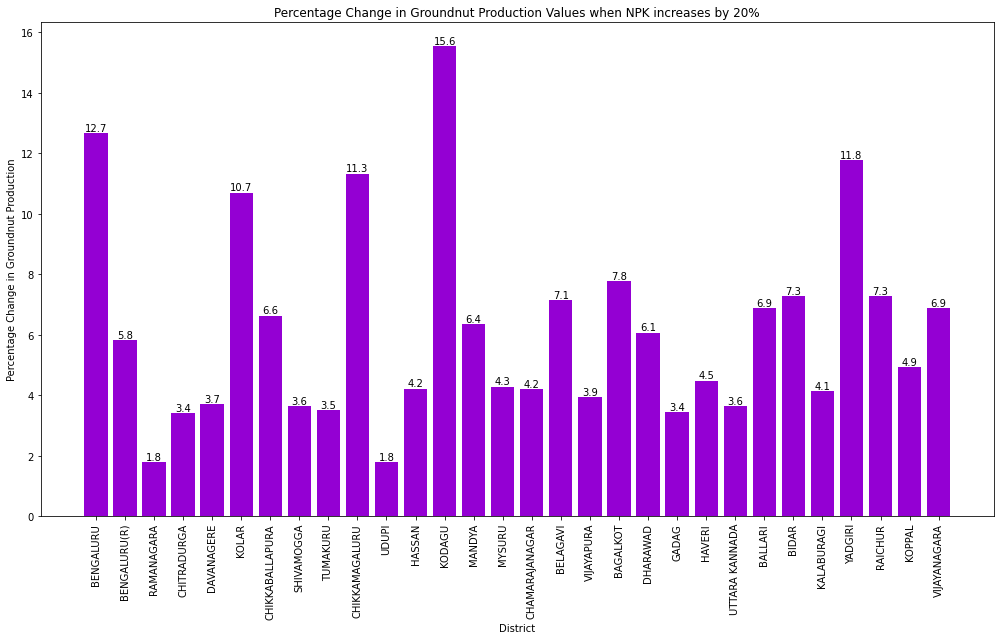 Percentage Change in Groundnut Production Values when NPK increases by 20%
Percentage Change in Groundnut Production
16
14
12
10
8
6
4
2
0
12.7
5.8
1.8
3.4
3.7
10.7
6.6
3.6
3.5
11.3
1.8
4.2
15.6
6.4
4.3
4.2
7.1
3.9
7.8
6.1
3.4
4.5
3.6
6.9
7.3
4.1
11.8
7.3
4.9
6.9
BENGALURU
BENGALURU(R)
RAMANAGARA
CHITRADURGA
DAVANAGERE
KOLAR
CHIKKABALLAPURA
SHIVAMOGGA
TUMAKURU
CHIKKAMAGALURU
UDUPI
HASSAN
KODAGU
MANDYA
MYSURU
CHAMARAJANAGAR
BELAGAVI
VIJAYAPURA
BAGALKOT
DHARAWAD
GADAG
HAVERI
UTTARA KANNADA
BALLARI
BIDAR
KALABURAGI
YADGIRI
RAICHUR
KOPPAL
VIJAYANAGARA
District